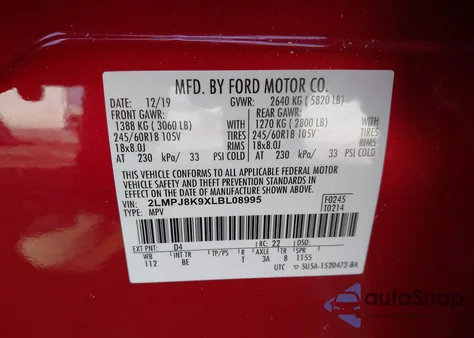 MFD. BY FORD MOTOR CO.
DATE: 12/19 GVWR: 2640 KG (5820 LB)
FRONT GAWR: REAR GAWR:
1388 KG (3060 LB) 1270 KG (2800 LB)
245/60R18 105V TIRES 245/60R18 105V TIRES
18x8.0J RIMS 18x8.0J RIMS
AT 230 kPa/ 33 PSI COLD AT 230 kPa/ 33 PSI COLD
THIS VEHICLE CONFORMS TO ALL APPLICABLE FEDERAL MOTOR
VEHICLE SAFETY, BUMPER AND THEFT PREVENTION STANDARDS IN
EFFECT ON THE DATE OF MANUFACTURE SHOWN ABOVE.
VIN: 2LMPJ8K9XLBL08995 F0245
TYPE: MPV T0214
EXT PNT: D4 RC: 22 DSO:
WB INT TR TP/PS R AX TR SPR
112 BE T 3A 8 1155
UTC 5U5A-1520472-BA
autoSnap